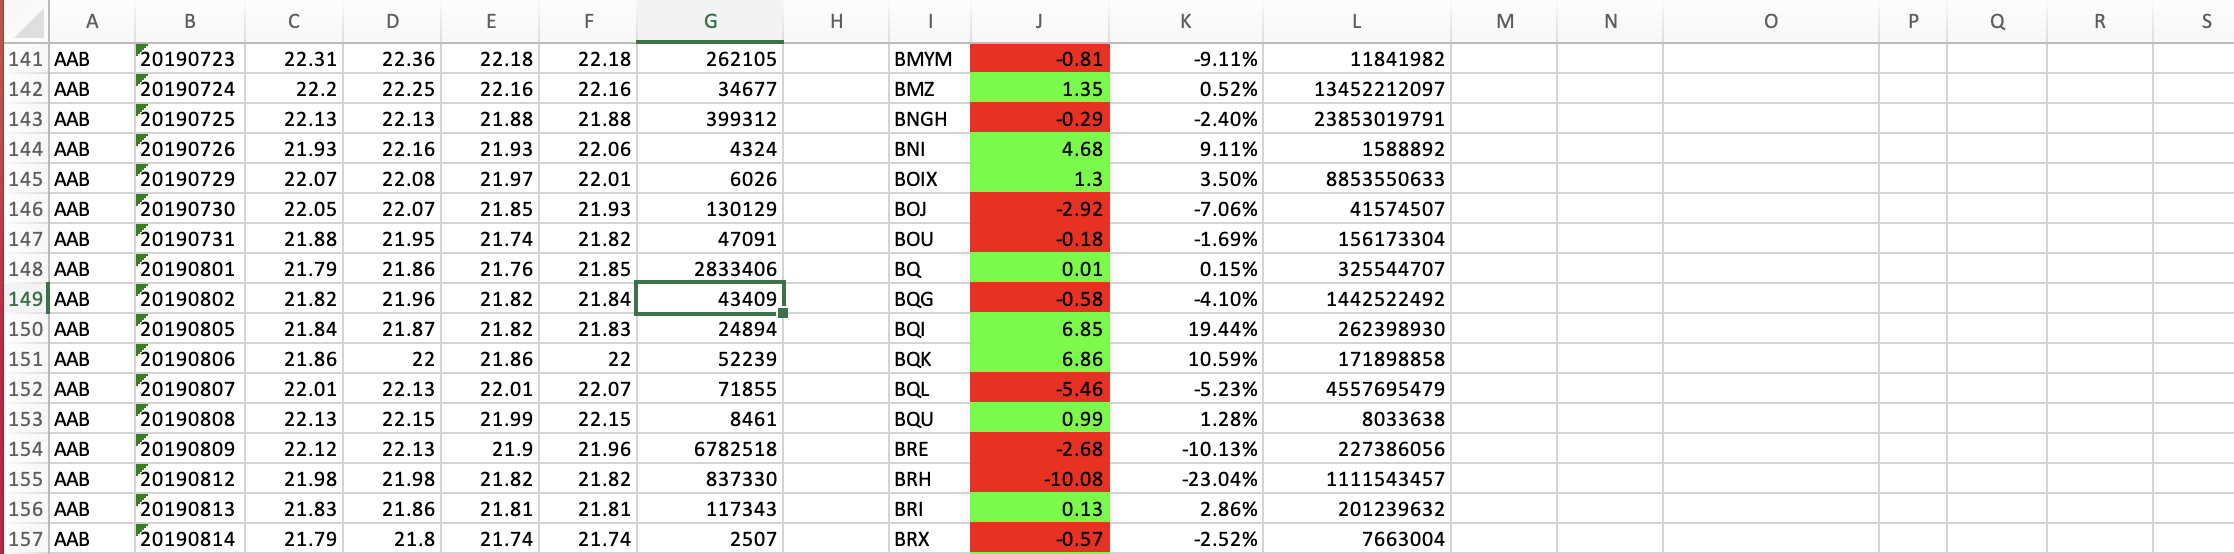 A B C D E F G H I J K L M N O P Q R S
141 AAB 20190723 22.31 22.36 22.18 22.18 262105 BMYM -0.81 -9.11% 11841982
142 AAB 20190724 22.2 22.25 22.16 22.16 34677 BMZ 1.35 0.52% 13452212097
143 AAB 20190725 22.13 22.13 21.88 21.88 399312 BNGH -0.29 -2.40% 23853019791
144 AAB 20190726 21.93 22.16 21.93 22.06 4324 BNI 4.68 9.11% 1588892
145 AAB 20190729 22.07 22.08 21.97 22.01 6026 BOIX 1.3 3.50% 8853550633
146 AAB 20190730 22.05 22.07 21.85 21.93 130129 BOJ -2.92 -7.06% 41574507
147 AAB 20190731 21.88 21.95 21.74 21.82 47091 BOU -0.18 -1.69% 156173304
148 AAB 20190801 21.79 21.86 21.76 21.85 2833406 BQ 0.01 0.15% 325544707
149 AAB 20190802 21.82 21.96 21.82 21.84 43409 BQG -0.58 -4.10% 1442522492
150 AAB 20190805 21.84 21.87 21.82 21.83 24894 BQI 6.85 19.44% 262398930
151 AAB 20190806 21.86 22 21.86 22 52239 BQK 6.86 10.59% 171898858
152 AAB 20190807 22.01 22.13 22.01 22.07 71855 BQL -5.46 -5.23% 4557695479
153 AAB 20190808 22.13 22.15 21.99 22.15 8461 BQU 0.99 1.28% 8033638
154 AAB 20190809 22.12 22.13 21.9 21.96 6782518 BRE -2.68 -10.13% 227386056
155 AAB 20190812 21.98 21.98 21.82 21.82 837330 BRH -10.08 -23.04% 1111543457
156 AAB 20190813 21.83 21.86 21.81 21.81 117343 BRI 0.13 2.86% 201239632
157 AAB 20190814 21.79 21.8 21.74 21.74 2507 BRX -0.57 -2.52% 7663004